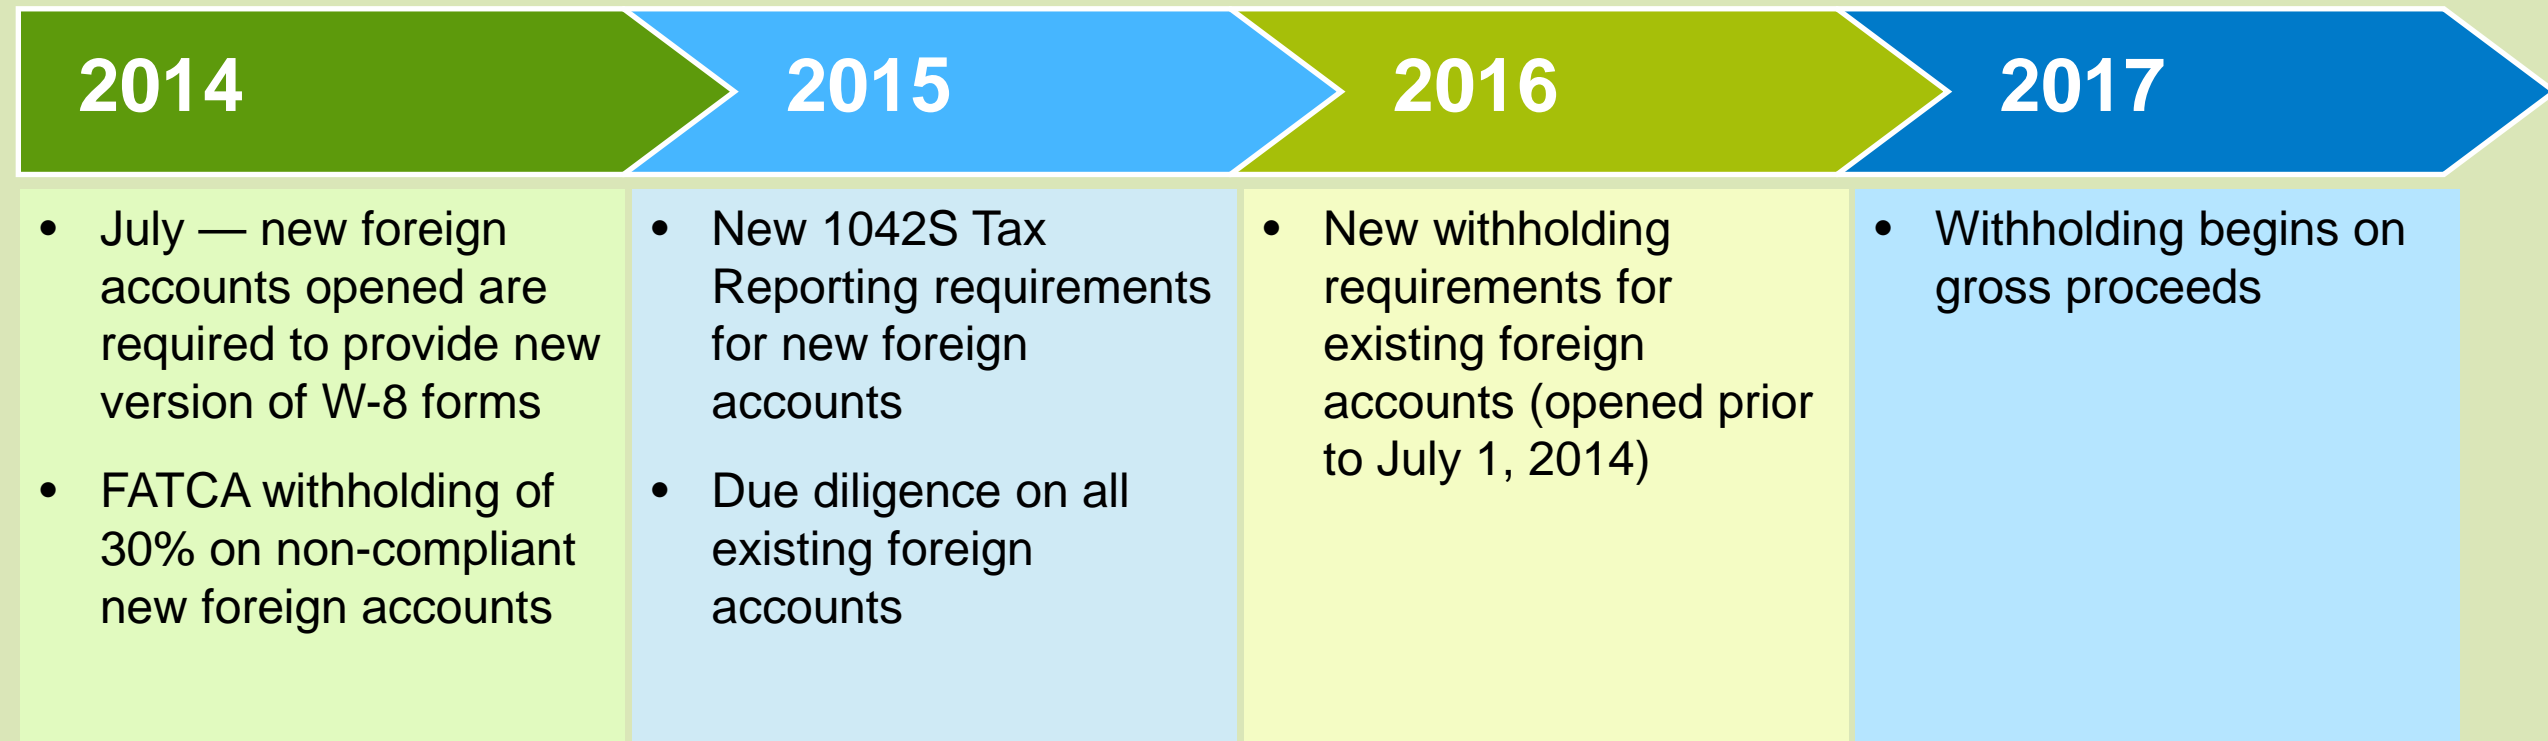 2014
2015
2016
2017
• July — new foreign
accounts opened are
required to provide new
version of W-8 forms
• FATCA withholding of
30% on non-compliant
new foreign accounts
• New 1042S Tax
Reporting requirements
for new foreign
accounts
• Due diligence on all
existing foreign
accounts
• New withholding
requirements for
existing foreign
accounts (opened prior
to July 1, 2014)
• Withholding begins on
gross proceeds